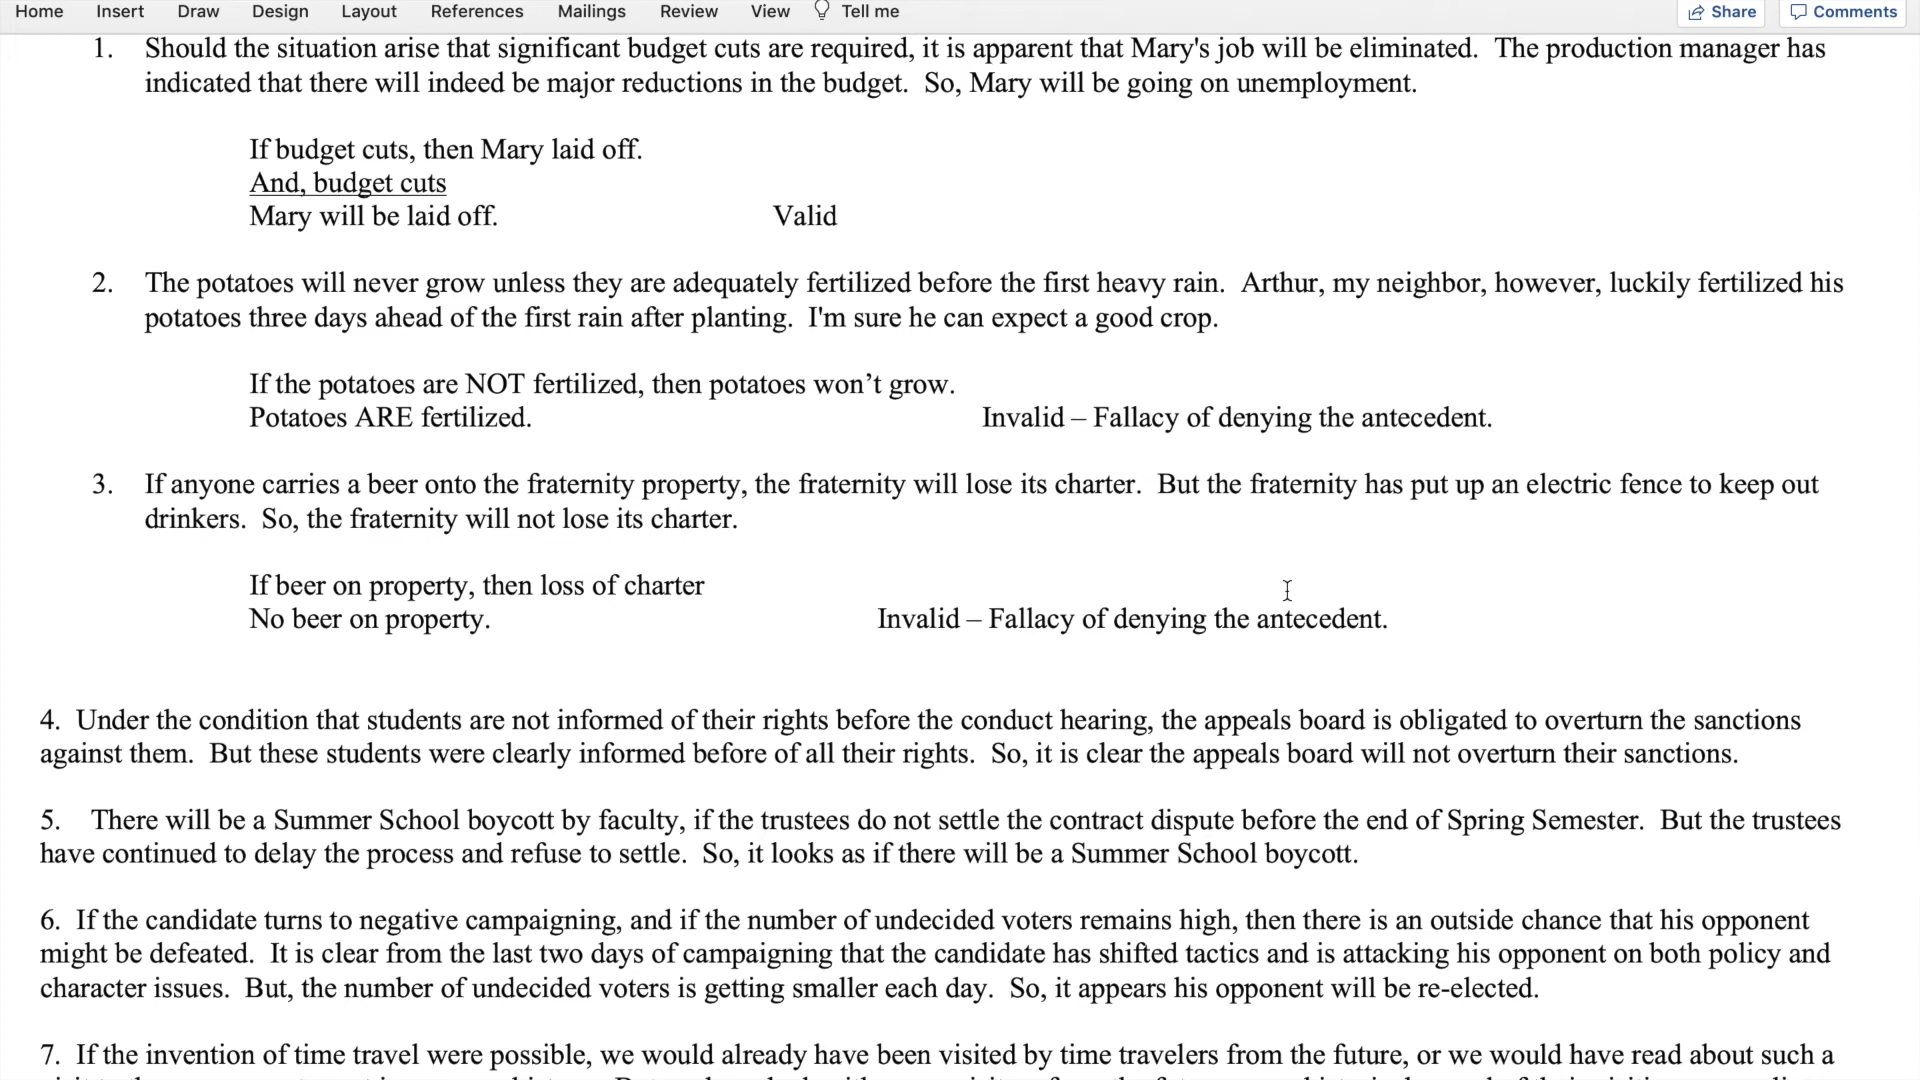 Home Insert Draw Design Layout References Mailings Review View Tell me Share Comments
1. Should the situation arise that significant budget cuts are required, it is apparent that Mary's job will be eliminated. The production manager has
indicated that there will indeed be major reductions in the budget. So, Mary will be going on unemployment.
If budget cuts, then Mary laid off.
And, budget cuts
Mary will be laid off. Valid
2. The potatoes will never grow unless they are adequately fertilized before the first heavy rain. Arthur, my neighbor, however, luckily fertilized his
potatoes three days ahead of the first rain after planting. I'm sure he can expect a good crop.
If the potatoes are NOT fertilized, then potatoes won’t grow.
Potatoes ARE fertilized. Invalid – Fallacy of denying the antecedent.
3. If anyone carries a beer onto the fraternity property, the fraternity will lose its charter. But the fraternity has put up an electric fence to keep out
drinkers. So, the fraternity will not lose its charter.
If beer on property, then loss of charter
No beer on property. Invalid – Fallacy of denying the antecedent.
4. Under the condition that students are not informed of their rights before the conduct hearing, the appeals board is obligated to overturn the sanctions
against them. But these students were clearly informed before of all their rights. So, it is clear the appeals board will not overturn their sanctions.
5. There will be a Summer School boycott by faculty, if the trustees do not settle the contract dispute before the end of Spring Semester. But the trustees
have continued to delay the process and refuse to settle. So, it looks as if there will be a Summer School boycott.
6. If the candidate turns to negative campaigning, and if the number of undecided voters remains high, then there is an outside chance that his opponent
might be defeated. It is clear from the last two days of campaigning that the candidate has shifted tactics and is attacking his opponent on both policy and
character issues. But, the number of undecided voters is getting smaller each day. So, it appears his opponent will be re-elected.
7. If the invention of time travel were possible, we would already have been visited by time travelers from the future, or we would have read about such a